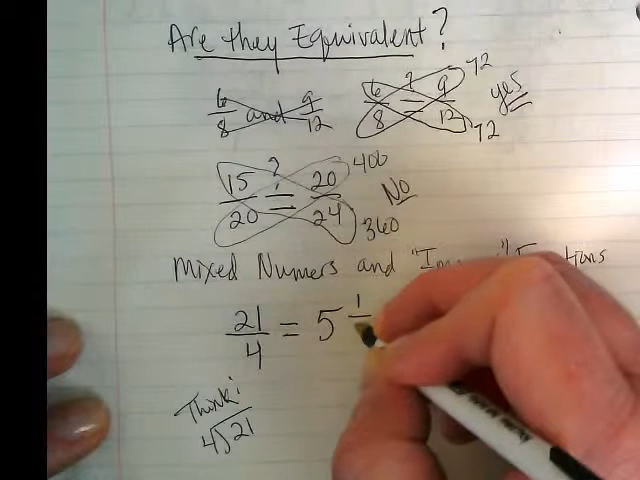 Are they Equivalent?
6/8 and 9/12
6/8 ?= 9/12 72 72 yes
15/20 ?= 20/24 400 360 No
Mixed Numers and
21/4 = 5 1
Think:
4)21